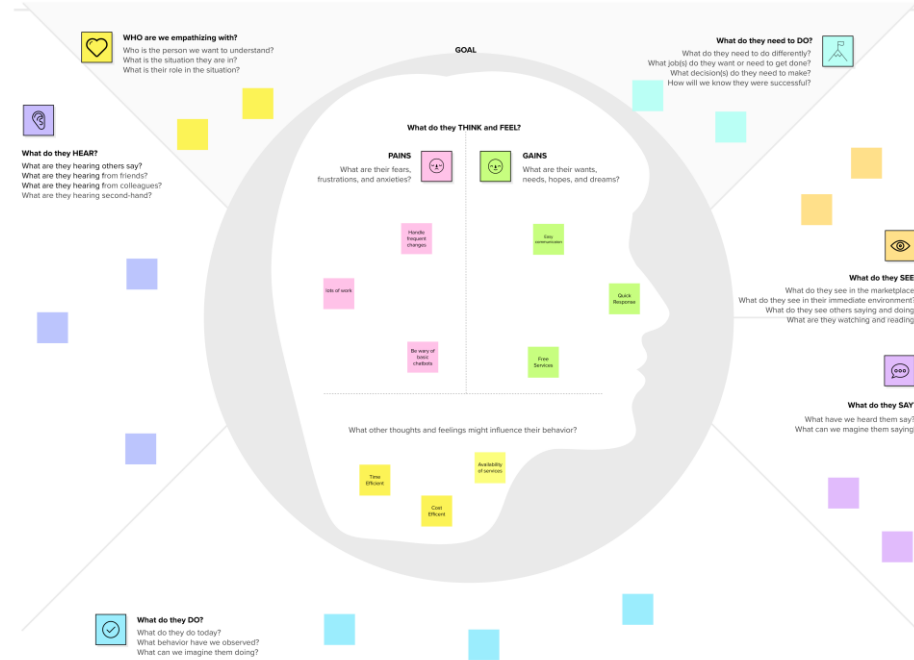 WHO are we empathizing with?
Who is the person we want to understand?
What is the situation they are in?
What is their role in the situation?
GOAL
What do they need to DO?
What do they need to do differently?
What job(s) do they want or need to get done?
What decision(s) do they need to make?
How will we know they were successful?
What do they HEAR?
What are they hearing others say?
What are they hearing from friends?
What are they hearing from colleagues?
What are they hearing second-hand?
What do they THINK and FEEL?
PAINS
What are their fears,
frustrations, and anxieties?
GAINS
What are their wants,
needs, hopes, and dreams?
Handle
frequent
changes
lots of work
Be wary of
basic
chatbots
Easy
communication
Quick
Response
Free
Services
What do they SEE
What do they see in the marketplace
What do they see in their immediate environment?
What do they see others saying and doing
What are they watching and reading
What do they SAY
What have we heard them say?
What can we magine them saying
What other thoughts and feelings might influence their behavior?
Time
Efficient
Cost
Efficent
Availability
of services
What do they DO?
What do they do today?
What behavior have we observed?
What can we imagine them doing?